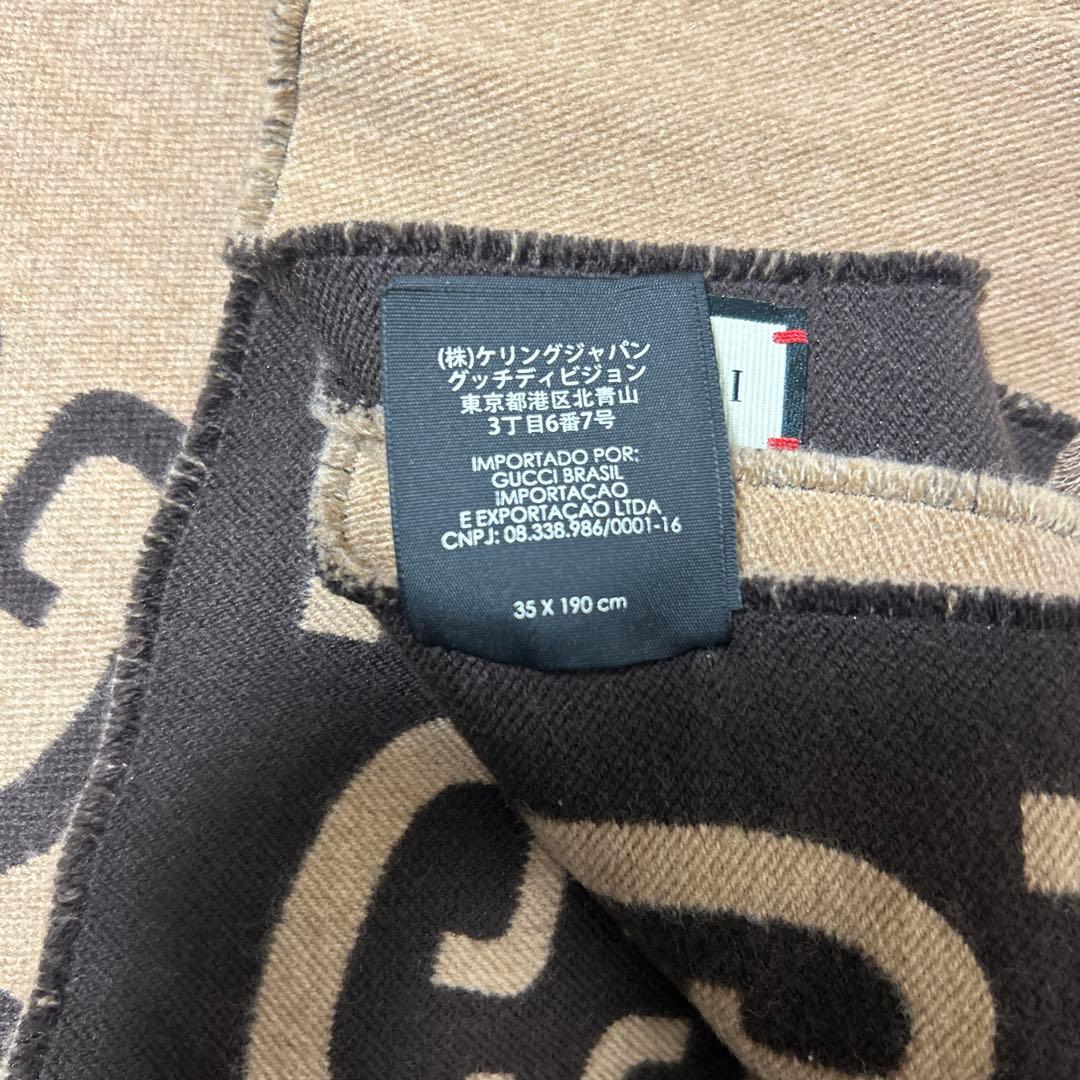 (株)ケリングジャパン
グッチディビジョン
東京都港区北青山
3丁目6番7号
IMPORTADO POR:
GUCCI BRASIL
IMPORTAÇAO
E EXPORTAÇAO LTDA
CNPJ: 08.338.986/0001-16
35 X 190 cm
I